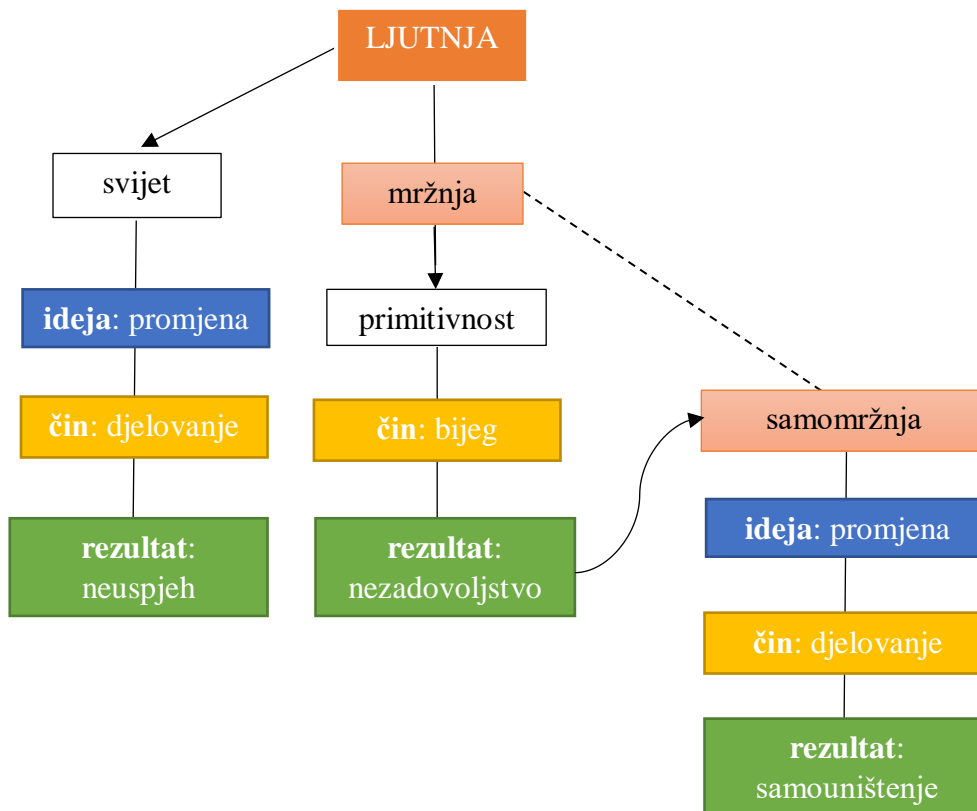 LJUTNJA
svijet
mržnja
ideja: promjena
primitivnost
čin: djelovanje
čin: bijeg
samomržnja
rezultat:
neuspjeh
rezultat:
nezadovoljstvo
ideja: promjena
čin: djelovanje
rezultat:
samouništenje